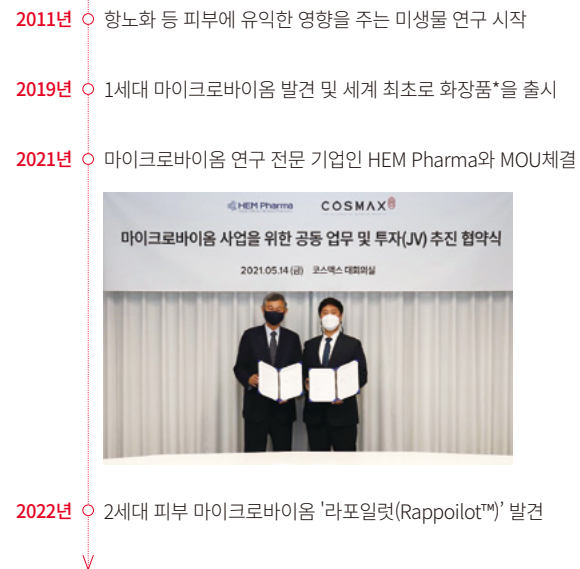 2011년 항노화 등 피부에 유익한 영향을 주는 미생물 연구 시작
2019년 1세대 마이크로바이옴 발견 및 세계 최초로 화장품*을 출시
2021년 마이크로바이옴 연구 전문 기업인 HEM Pharma와 MOU체결
HEM Pharma COSMAX
마이크로바이옴 사업을 위한 공동 업무 및 투자(JV) 추진 협약식
2021.05.14 (금) 코스맥스 대회의실
2022년 2세대 피부 마이크로바이옴 '라포일럿(Rappoilot™)’ 발견